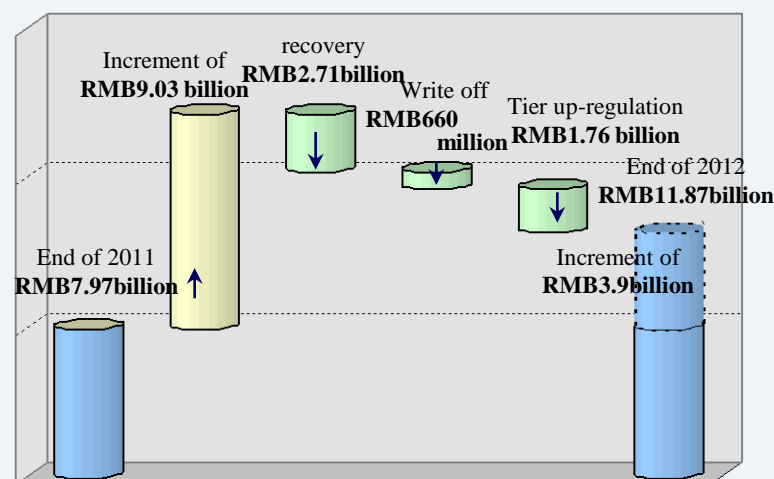 Increment of
RMB9.03 billion
recovery
RMB2.71billion
Write off
RMB660
million
Tier up-regulation
RMB1.76 billion
End of 2012
RMB11.87billion
End of 2011
RMB7.97billion
Increment of
RMB3.9billion